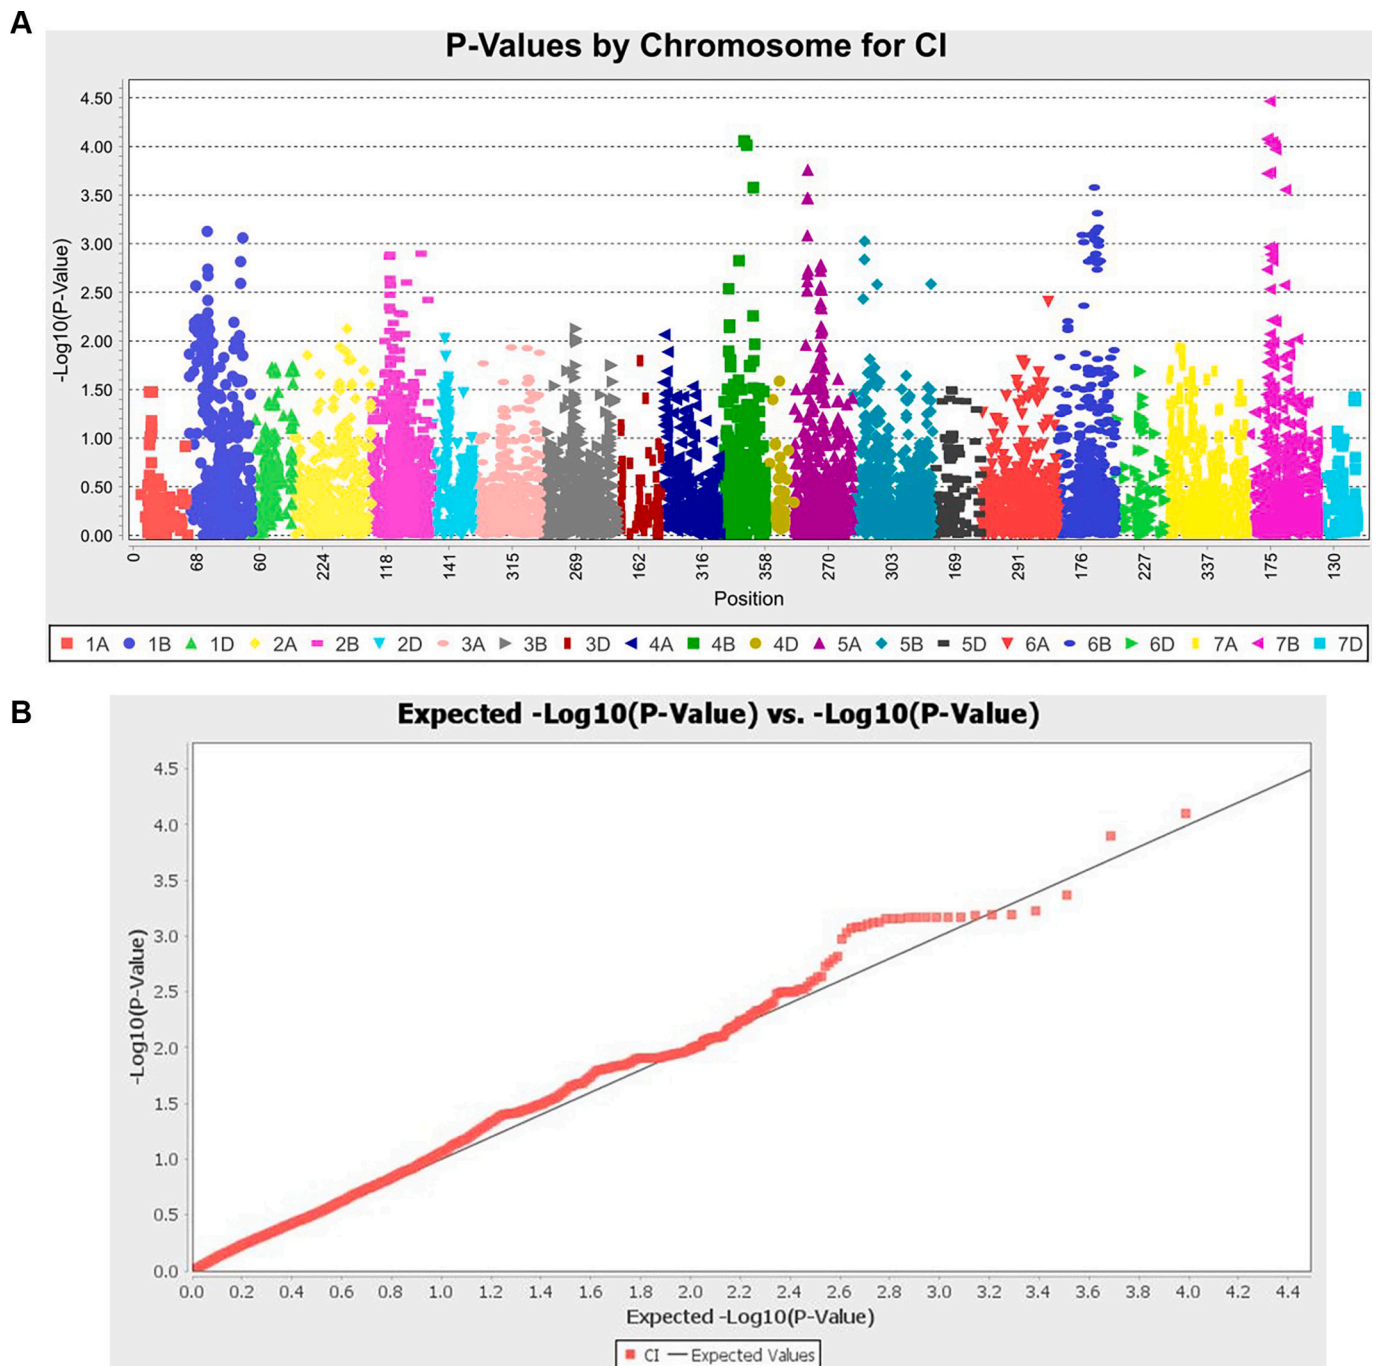 A
P-Values by Chromosome for CI
-Log10(P-Value)
4.50
4.00
3.50
3.00
2.50
2.00
1.50
1.00
0.50
0.00
0 68 60 224 118 141 315 269 162 316 358 270 303 169 291 176 227 337 175 130
Position
1A 1B 1D 2A 2B 2D 3A 3B 3D 4A 4B 4D 5A 5B 5D 6A 6B 6D 7A 7B 7D
B
Expected -Log10(P-Value) vs. -Log10(P-Value)
-Log10(P-Value)
4.5
4.0
3.5
3.0
2.5
2.0
1.5
1.0
0.5
0.0
0.0 0.2 0.4 0.6 0.8 1.0 1.2 1.4 1.6 1.8 2.0 2.2 2.4 2.6 2.8 3.0 3.2 3.4 3.6 3.8 4.0 4.2 4.4
Expected -Log10(P-Value)
CI Expected Values